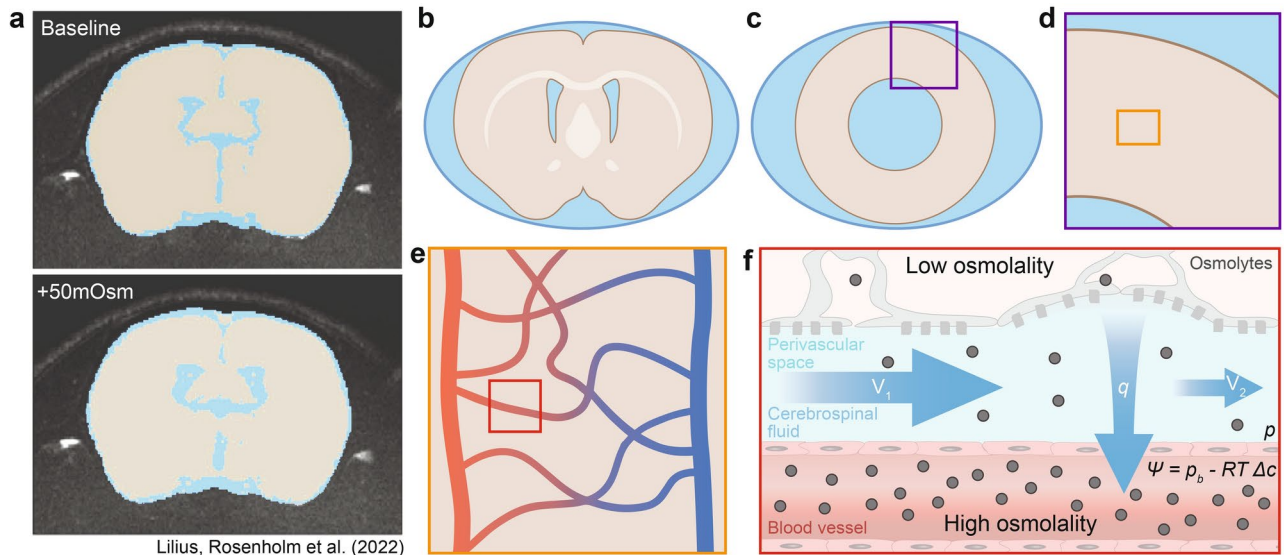 a
Baseline
+50mOsm
Lilius, Rosenholm et al. (2022)
b
c
d
e
f
Low osmolality
Osmolytes
Perivascular
space
V₁
Cerebrospinal
fluid
q
V₂
p
Ψ = p_b - RT Δc
Blood vessel
High osmolality